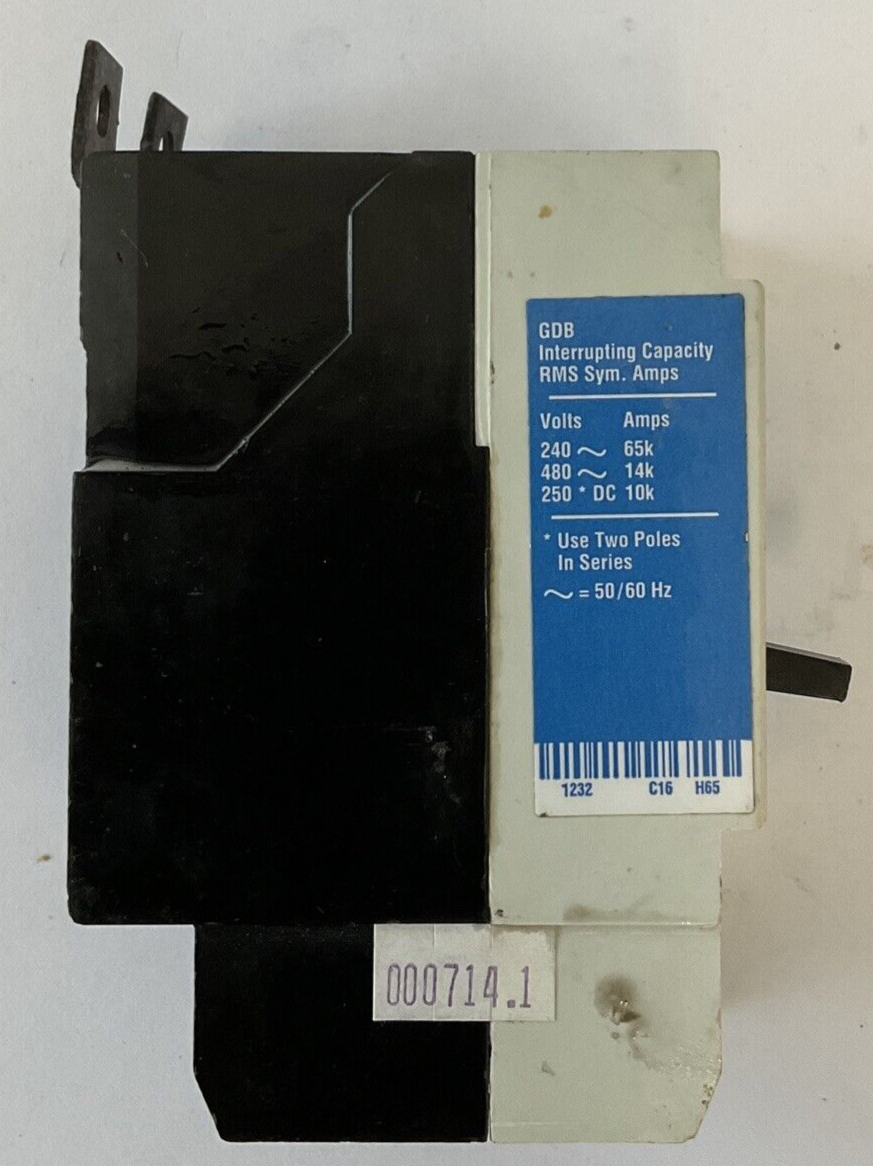 GDB
Interrupting Capacity
RMS Sym. Amps
Volts Amps
240 ~ 65k
480 ~ 14k
250 * DC 10k
* Use Two Poles
In Series
~ = 50/60 Hz
1232 C16 H65
000714.1